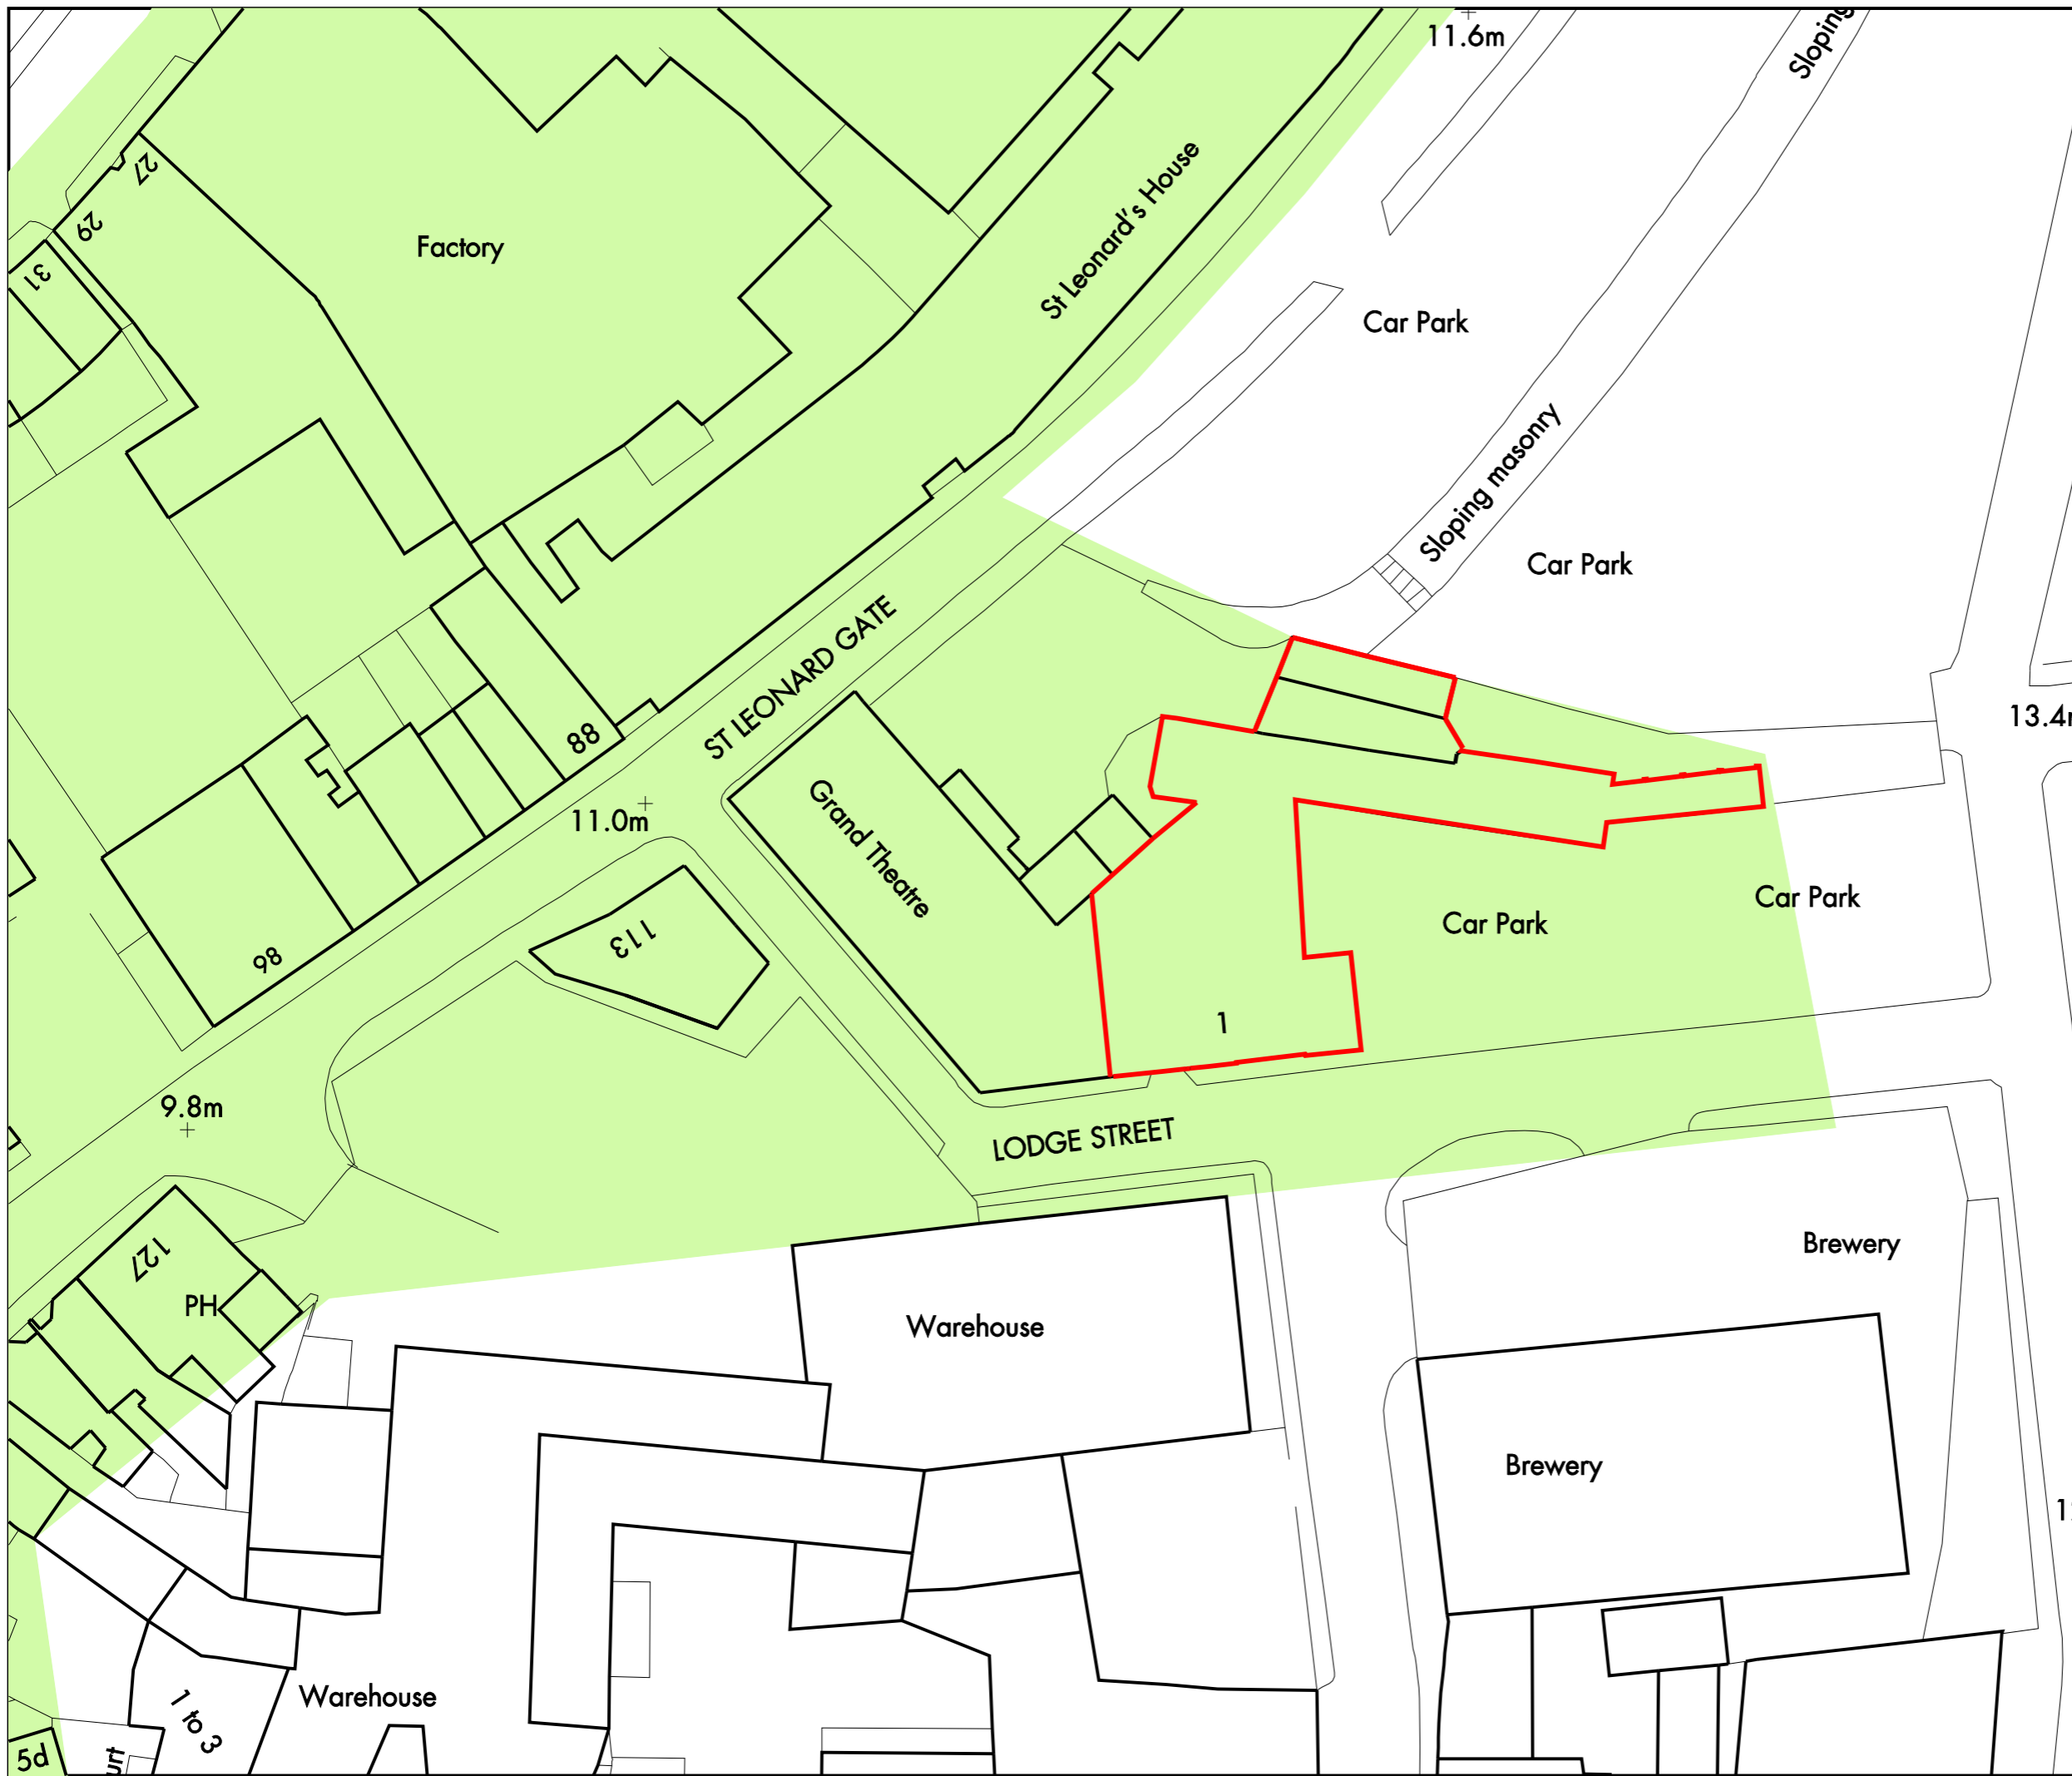 11.6m
Sloping
27
29
31
Factory
St Leonard's House
Car Park
Sloping masonry
Car Park
ST LEONARD GATE
88
13.4m
11.0m
Grand Theatre
Car Park
Car Park
113
98
1
9.8m
LODGE STREET
127
PH
Brewery
Warehouse
Brewery
Warehouse
1 to 3
5d
urt